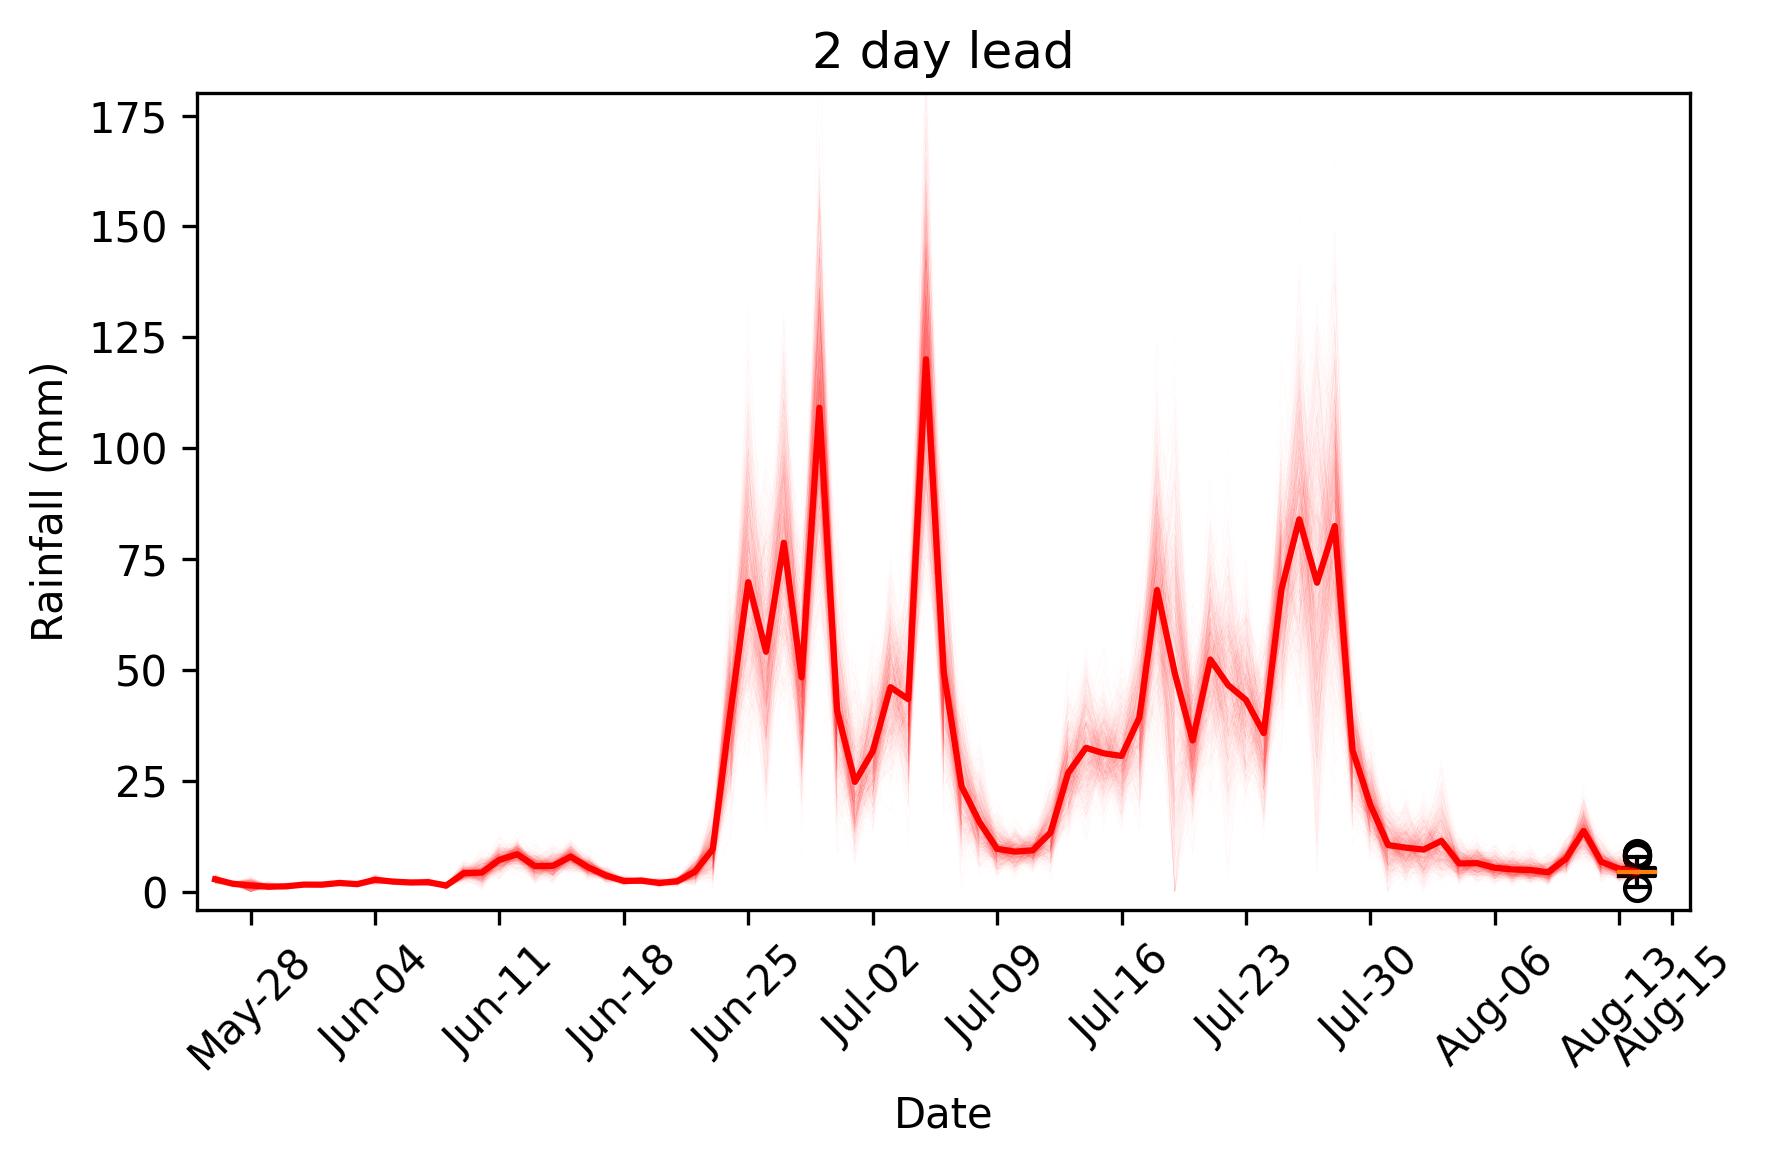 2 day lead
Rainfall (mm)
175
150
125
100
75
50
25
0
May-28
Jun-04
Jun-11
Jun-18
Jun-25
Jul-02
Jul-09
Jul-16
Jul-23
Jul-30
Aug-06
Aug-13
Aug-15
Date